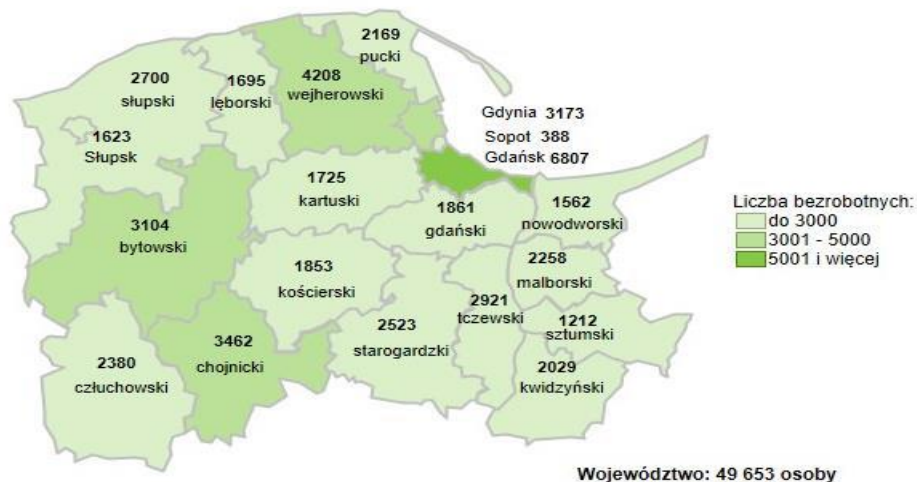 2169
pucki
2700
słupski
1695
lęborski
4208
wejherowski
Gdynia 3173
Sopot 388
Gdańsk 6807
1623
Słupsk
1725
kartuski
1861
gdański
1562
nowodworski
Liczba bezrobotnych:
do 3000
3001 - 5000
5001 i więcej
3104
bytowski
1853
kościerski
2258
malborski
2921
tczewski
2523
starogardzki
1212
sztumski
3462
chojnicki
2380
człuchowski
2029
kwidzyński
Województwo: 49 653 osoby